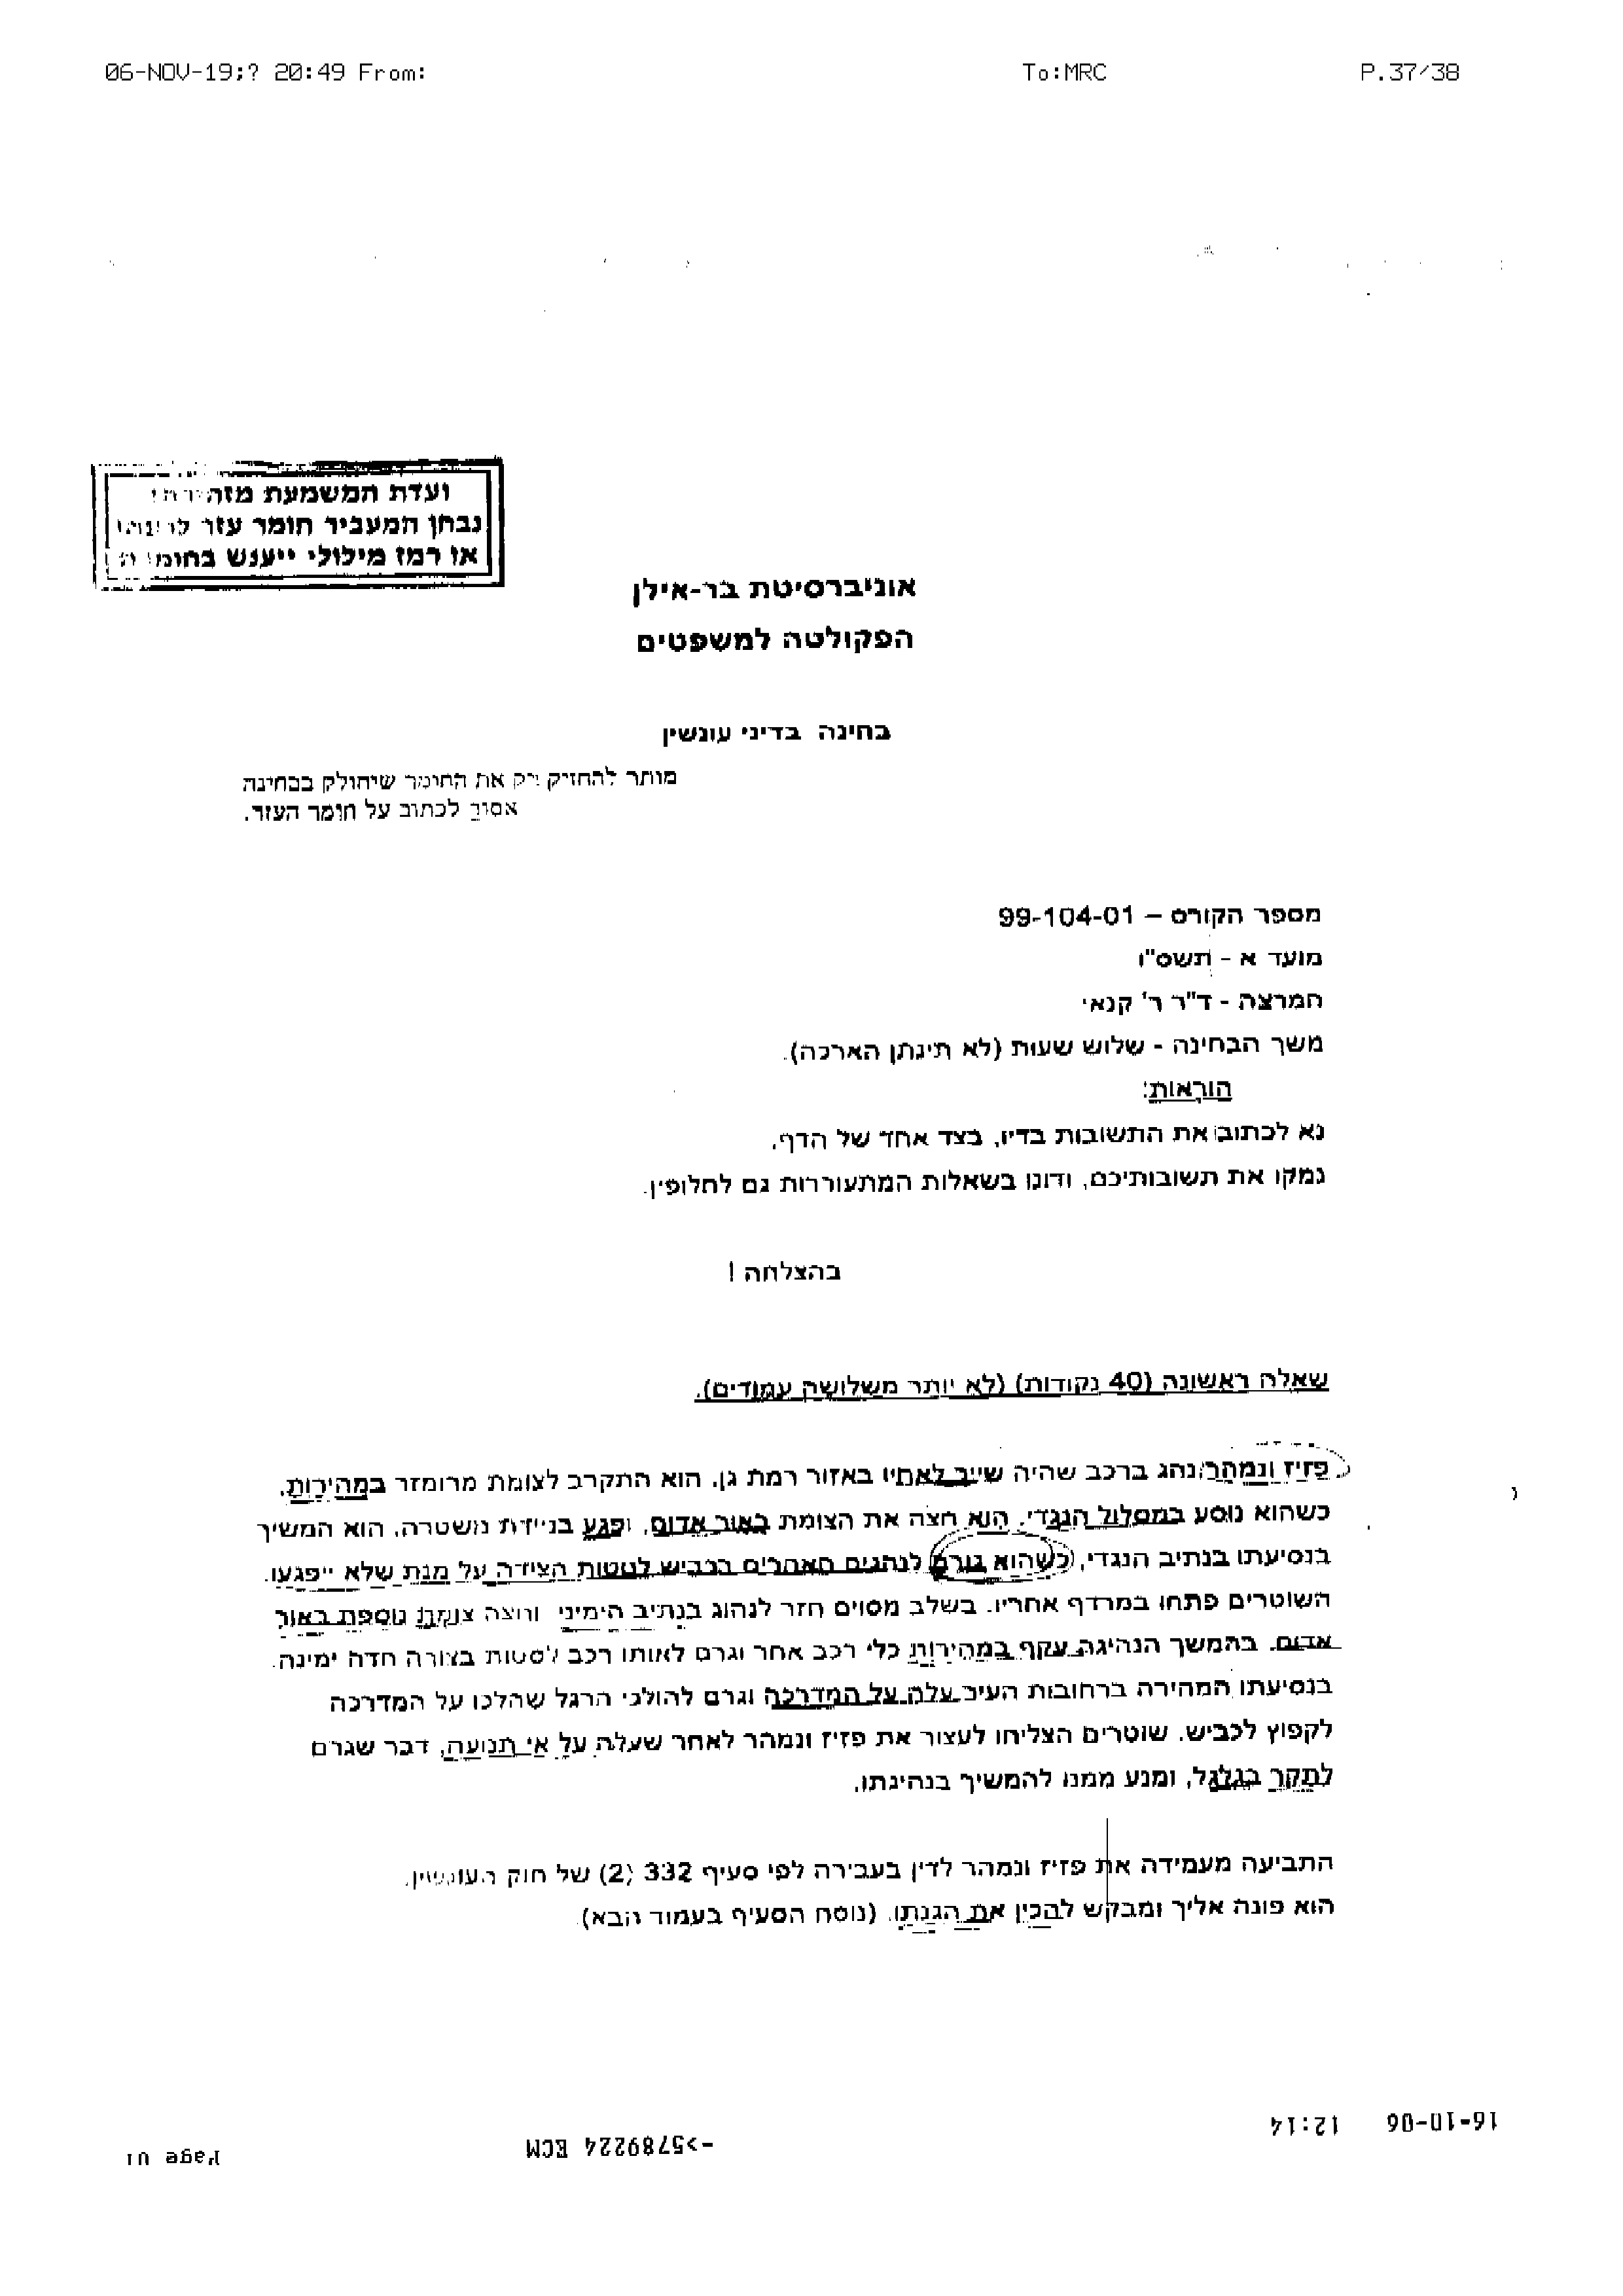 06-NOV-19;? 20:49 From: To:MRC P.37/38
ועדת המשמעת מזהירה!
נבחן המעביר חומר עזר לרעהו
או רמז מילולי ייענש בחומרה
אוניברסיטת בר-אילן
הפקולטה למשפטים
בחינה בדיני עונשין
מותר להחזיק רק את החומר שיחולק בבחינה
אסור לכתוב על חומר העזר.
מספר הקורס – 99-104-01
מועד א - תשס"ו
המרצה - ד"ר ר' קנאי
משך הבחינה - שלוש שעות (לא תינתן הארכה).
הוראות:
נא לכתוב את התשובות בדיו, בצד אחד של הדף.
נמקו את תשובותיכם, ודונו בשאלות המתעוררות גם לחלופין.
בהצלחה !
שאלה ראשונה (40 נקודות) (לא יותר משלושה עמודים).
פזיז ונמהר נהג ברכב שהיה שייך לאחיו באזור רמת גן. הוא התקרב לצומת מרומזר במהירות,
כשהוא נוסע במסלול הנגדי. הוא חצה את הצומת באור אדום, ופגע בניידת משטרה. הוא המשיך
בנסיעתו בנתיב הנגדי, כשהוא גורם לנהגים האחרים בכביש לסטות הצידה על מנת שלא ייפגעו.
השוטרים פתחו במרדף אחריו. בשלב מסוים חזר לנהוג בנתיב הימיני וחצה צומת נוספת באור
אדום. בהמשך הנהיגה עקף במהירות כלי רכב אחר וגרם לאותו רכב לסטות בצורה חדה ימינה.
בנסיעתו המהירה ברחובות העיר עלה על המדרכה וגרם להולכי הרגל שהלכו על המדרכה
לקפוץ לכביש. שוטרים הצליחו לעצור את פזיז ונמהר לאחר שעלה על אי תנועה, דבר שגרם
לתקר בגלגל, ומנע ממנו להמשיך בנהיגתו.
התביעה מעמידה את פזיז ונמהר לדין בעבירה לפי סעיף 332 (2) של חוק העונשין.
הוא פונה אליך ומבקש להכין את הגנתו. (נוסח הסעיף בעמוד הבא)
16-10-06 12:14 ->5789224 ECM Page 01